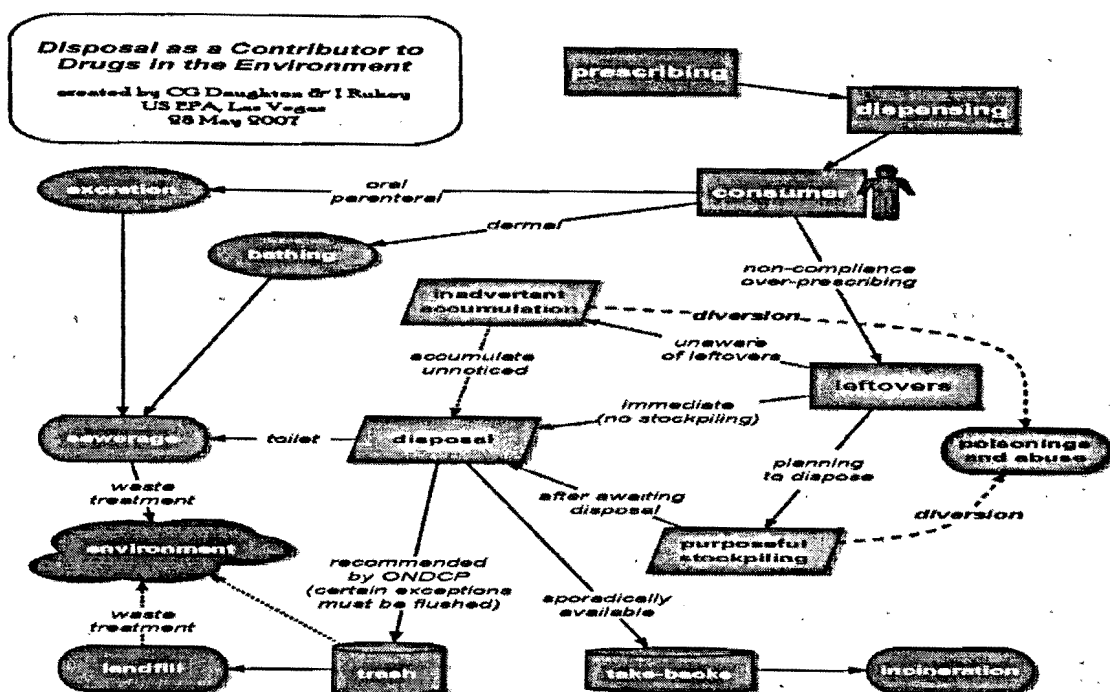 Disposal as a Contributor to
Drugs in the Environment
created by CG Daughton & I Ruhoy
US EPA, Las Vegas
28 May 2007
prescribing
dispensing
consumer
excretion
oral
parenteral
dermal
bathing
non-compliance
over-prescribing
inadvertent
accumulation
diversion
unaware
of leftovers
accumulate
unnoticed
leftovers
immediate
(no stockpiling)
sewerage
toilet
disposal
poisonings
and abuse
planning
to dispose
after awaiting
disposal
waste
treatment
diversion
environment
purposeful
stockpiling
recommended
by ONDCP
(certain exceptions
must be flushed)
sporadically
available
waste
treatment
landfill
trash
take-backs
incineration